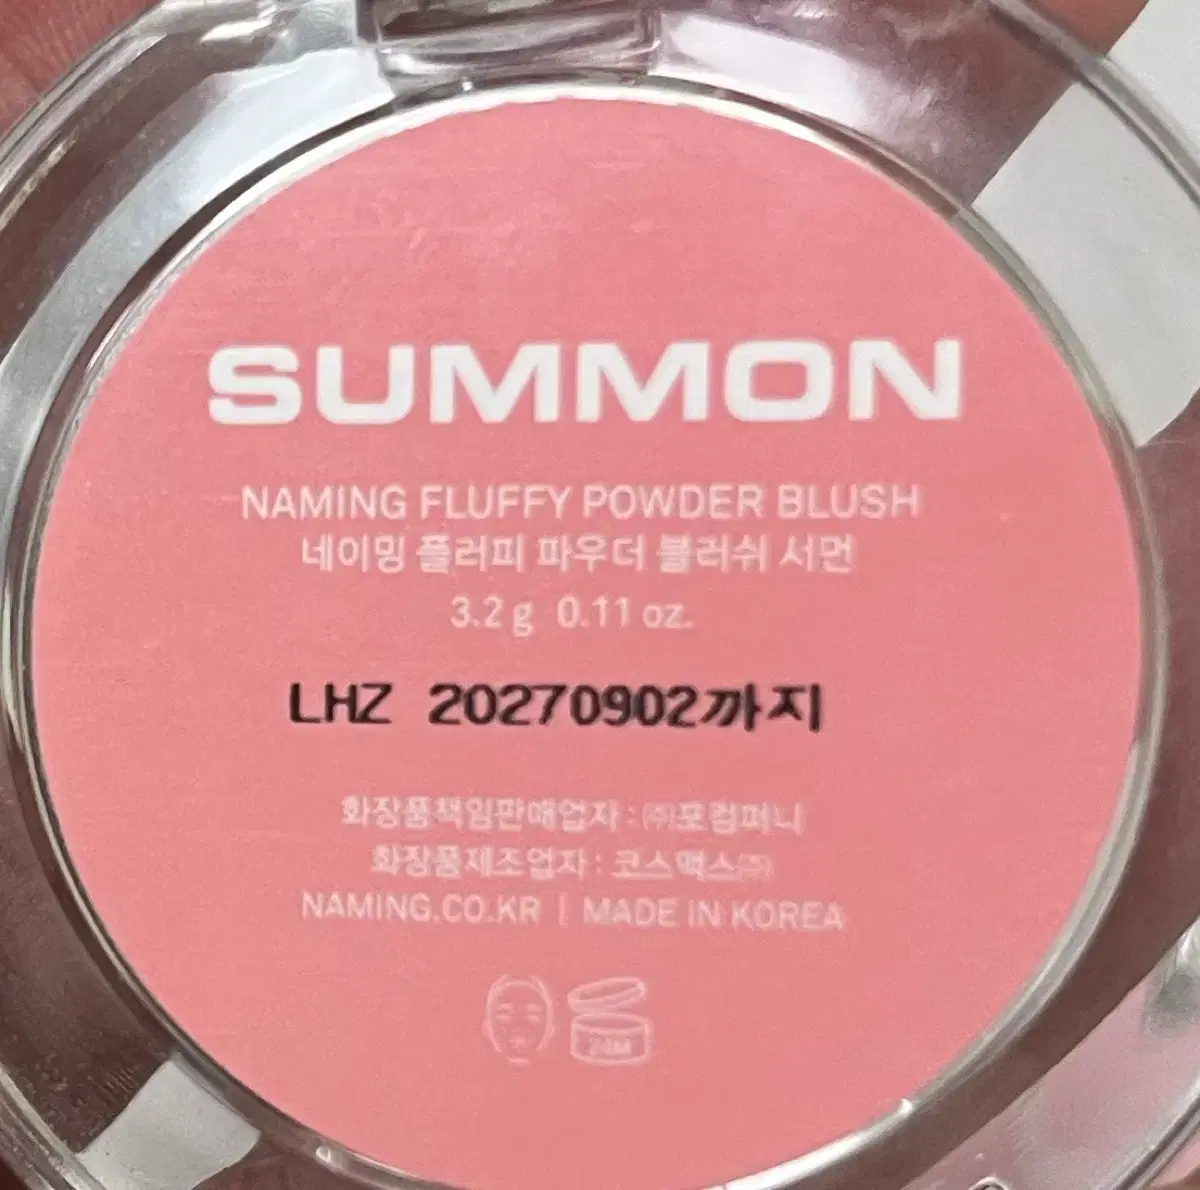 SUMMON
NAMING FLUFFY POWDER BLUSH
네이밍 플러피 파우더 블러쉬 서먼
3.2 g 0.11 oz.
LHZ 20270902까지
화장품책임판매업자 : ㈜포컴퍼니
화장품제조업자 : 코스맥스㈜
NAMING.CO.KR | MADE IN KOREA
24M